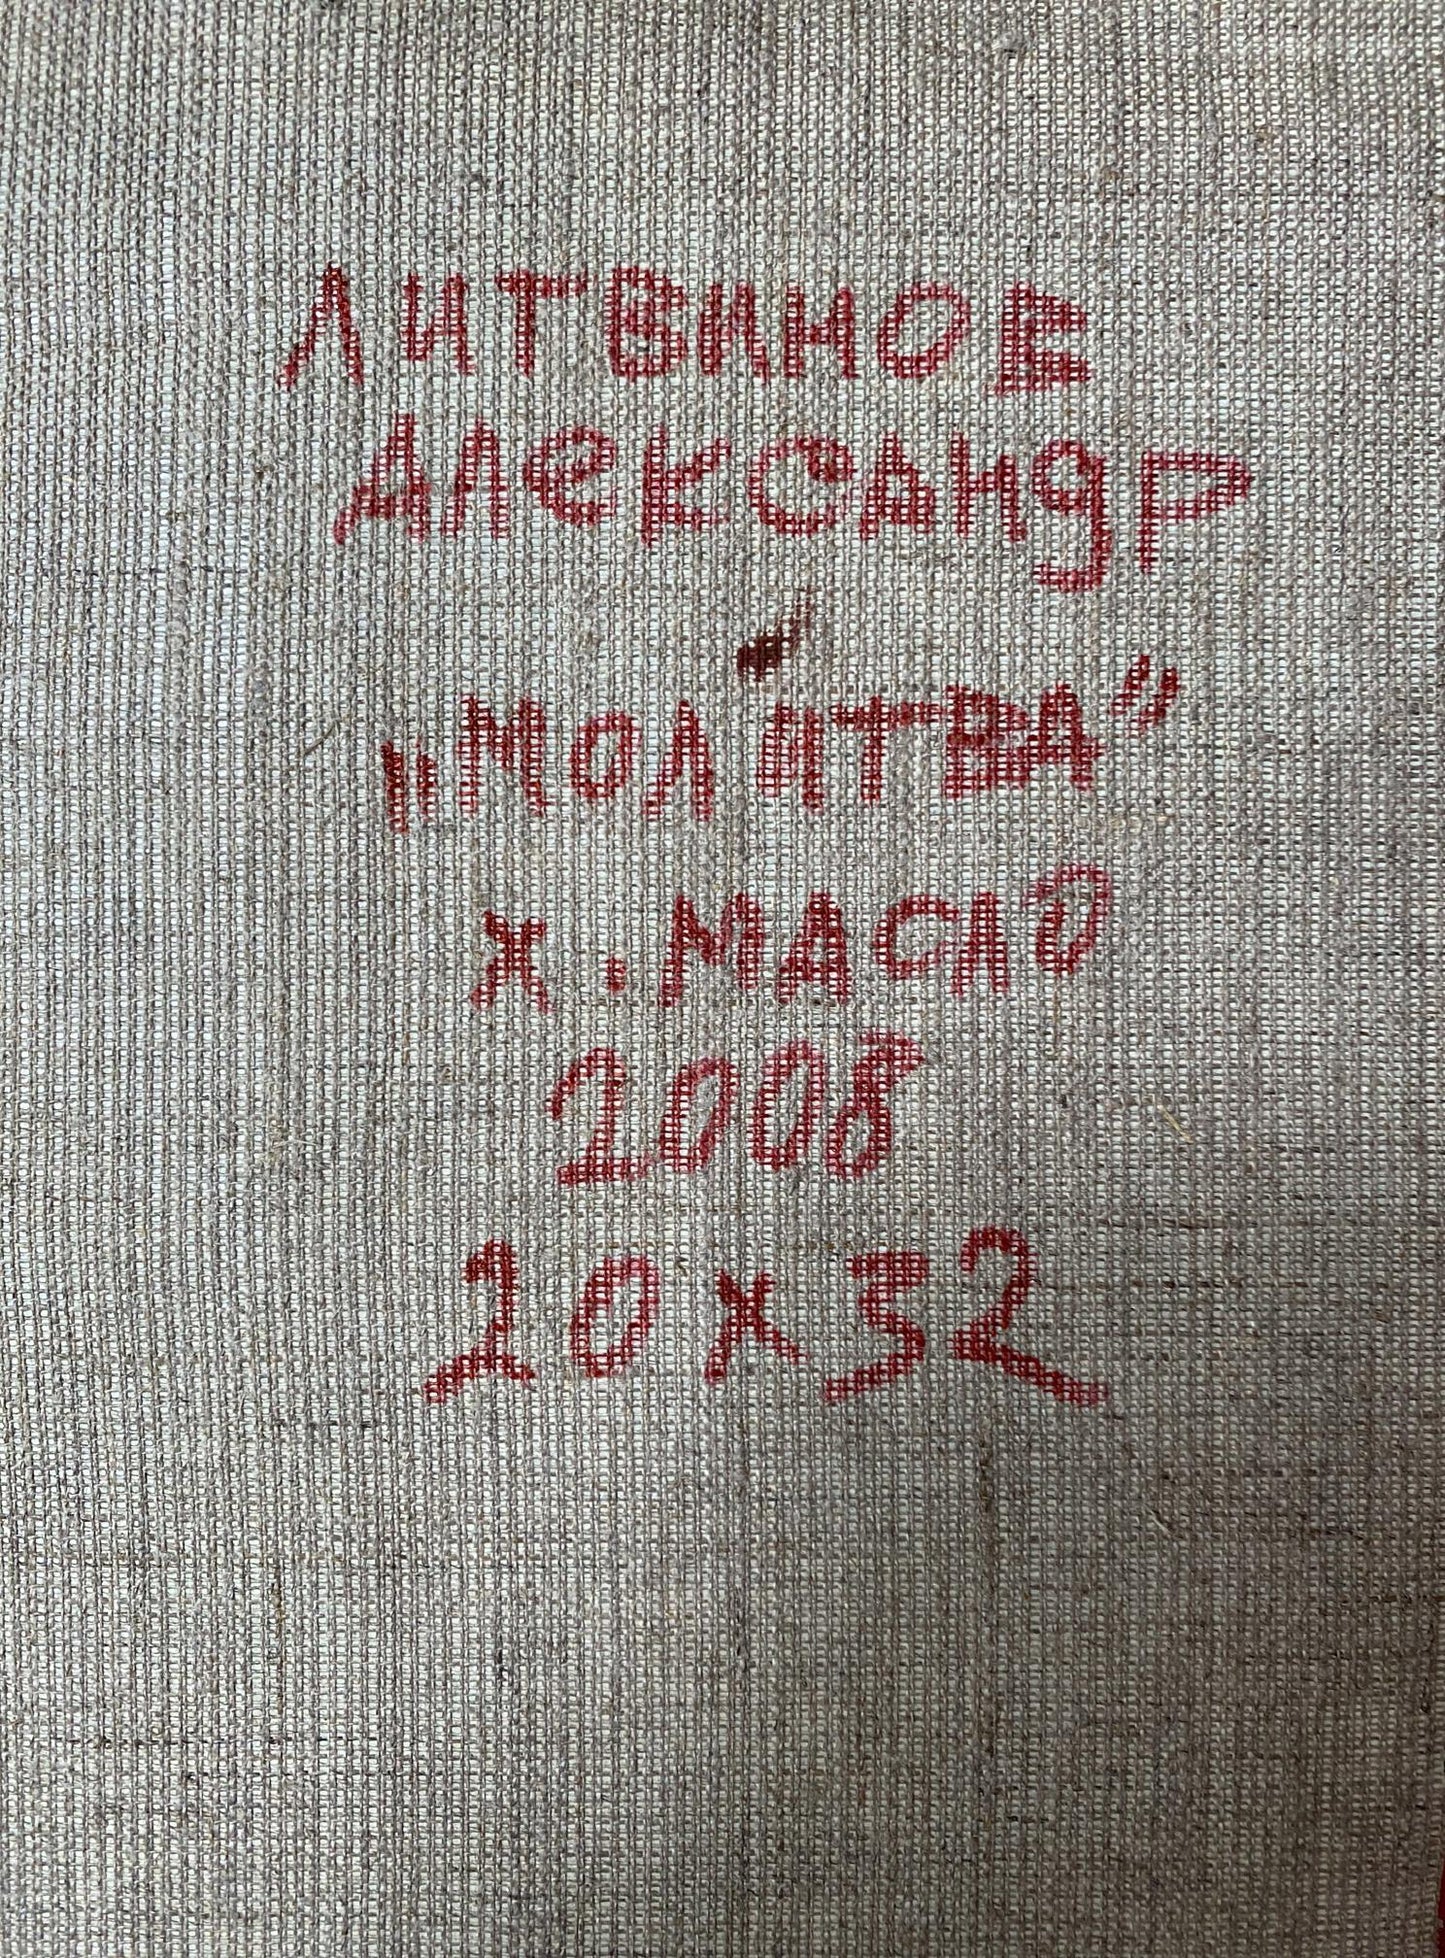 ЛИТВИНОВ
АЛЕКСАНДР
„МОЛИТВА”
х. МАСЛО
2008
20х32